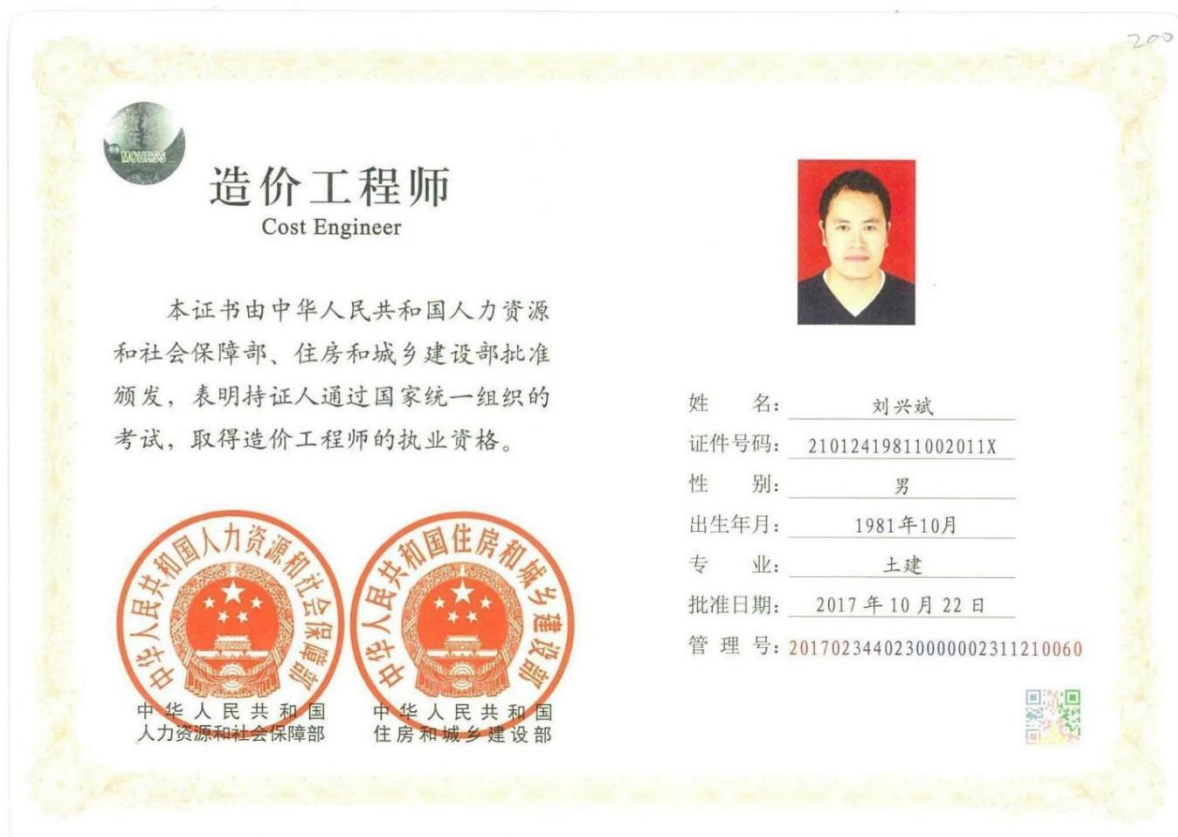 200
MOHRSS
造价工程师
Cost Engineer
本证书由中华人民共和国人力资源
和社会保障部、住房和城乡建设部批准
颁发，表明持证人通过国家统一组织的
考试，取得造价工程师的执业资格。
中华人民共和国人力资源和社会保障部
中华人民共和国住房和城乡建设部
中华人民共和国
人力资源和社会保障部
中华人民共和国
住房和城乡建设部
姓 名：刘兴斌
证件号码：21012419811002011X
性 别：男
出生年月：1981年10月
专 业：土建
批准日期：2017年10月22日
管 理 号：2017023440230000002311210060